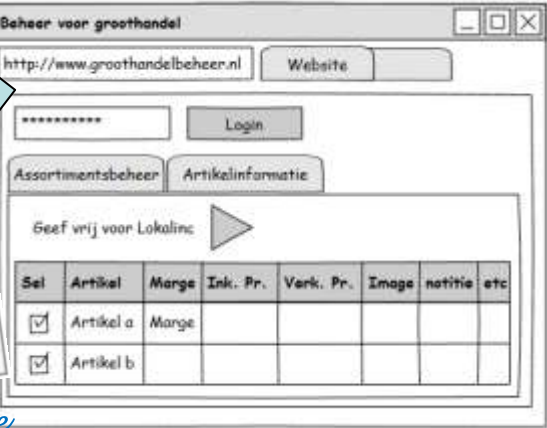 Beheer voor groothandel
http://www.groothandelbeheer.nl Website
********** Login
Assortimentsbeheer Artikelinformatie
Geef vrij voor Lokalinc
Sel Artikel Marge Ink. Pr. Verk. Pr. Image notitie etc
Artikel a Marge
Artikel b